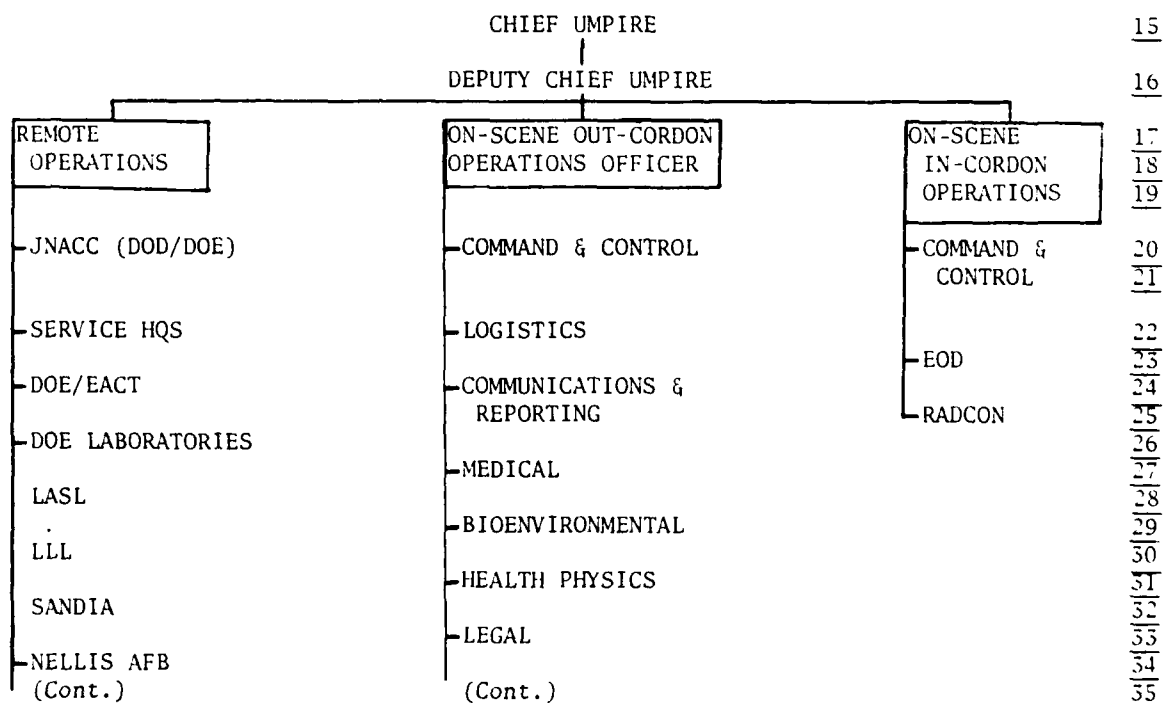 CHIEF UMPIRE 15
DEPUTY CHIEF UMPIRE 16
REMOTE ON-SCENE OUT-CORDON ON-SCENE 17
OPERATIONS OPERATIONS OFFICER IN-CORDON 18
OPERATIONS 19
JNACC (DOD/DOE) COMMAND & CONTROL COMMAND & 20
CONTROL 21
SERVICE HQS LOGISTICS 22
EOD 23
DOE/EACT COMMUNICATIONS & 24
REPORTING RADCON 25
DOE LABORATORIES 26
MEDICAL 27
LASL 28
BIOENVIRONMENTAL 29
LLL 30
HEALTH PHYSICS 31
SANDIA 32
LEGAL 33
NELLIS AFB 34
(Cont.) (Cont.) 35